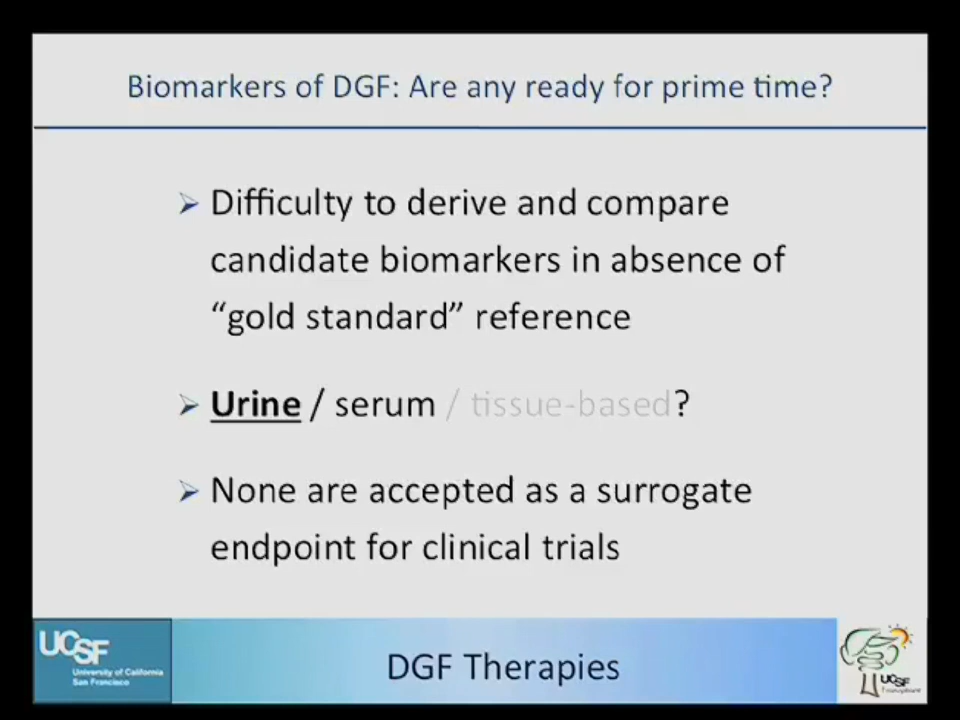 Biomarkers of DGF: Are any ready for prime time?
➢ Difficulty to derive and compare
candidate biomarkers in absence of
“gold standard” reference
➢ Urine / serum / tissue-based?
➢ None are accepted as a surrogate
endpoint for clinical trials
UCSF
University of California
San Francisco
DGF Therapies
UCSF
Transplant